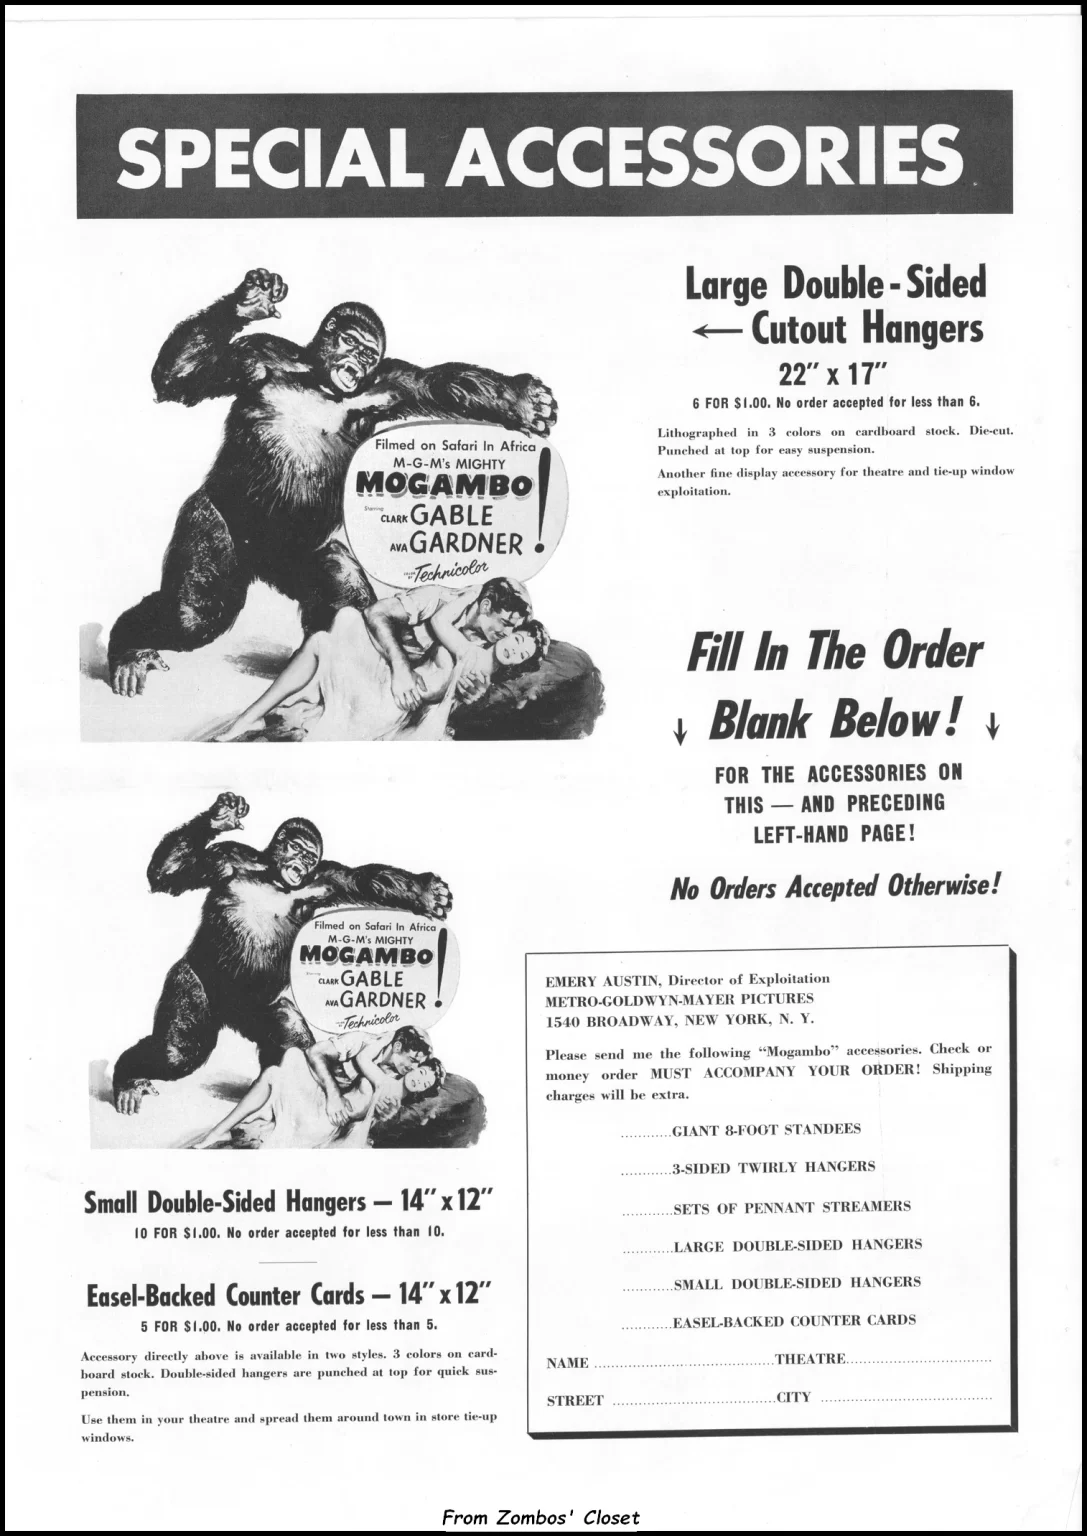 SPECIAL ACCESSORIES
Large Double-Sided
← Cutout Hangers
22" x 17"
6 FOR $1.00. No order accepted for less than 6.
Lithographed in 3 colors on cardboard stock. Die-cut.
Punched at top for easy suspension.
Another fine display accessory for theatre and tie-up window
exploitation.
Filmed on Safari In Africa
M-G-M's MIGHTY
MOGAMBO!
Starring
CLARK GABLE
AVA GARDNER
Technicolor
Fill In The Order
↓ Blank Below! ↓
FOR THE ACCESSORIES ON
THIS — AND PRECEDING
LEFT-HAND PAGE!
No Orders Accepted Otherwise!
Filmed on Safari In Africa
M-G-M's MIGHTY
MOGAMBO!
CLARK GABLE
AVA GARDNER
Technicolor
Small Double-Sided Hangers — 14" x 12"
10 FOR $1.00. No order accepted for less than 10.
Easel-Backed Counter Cards — 14" x 12"
5 FOR $1.00. No order accepted for less than 5.
Accessory directly above is available in two styles. 3 colors on card-
board stock. Double-sided hangers are punched at top for quick sus-
pension.
Use them in your theatre and spread them around town in store tie-up
windows.
EMERY AUSTIN, Director of Exploitation
METRO-GOLDWYN-MAYER PICTURES
1540 BROADWAY, NEW YORK, N. Y.
Please send me the following "Mogambo" accessories. Check or
money order MUST ACCOMPANY YOUR ORDER! Shipping
charges will be extra.
............GIANT 8-FOOT STANDEES
............3-SIDED TWIRLY HANGERS
............SETS OF PENNANT STREAMERS
............LARGE DOUBLE-SIDED HANGERS
............SMALL DOUBLE-SIDED HANGERS
............EASEL-BACKED COUNTER CARDS
NAME ............THEATRE............
STREET ............CITY ............
From Zombos' Closet